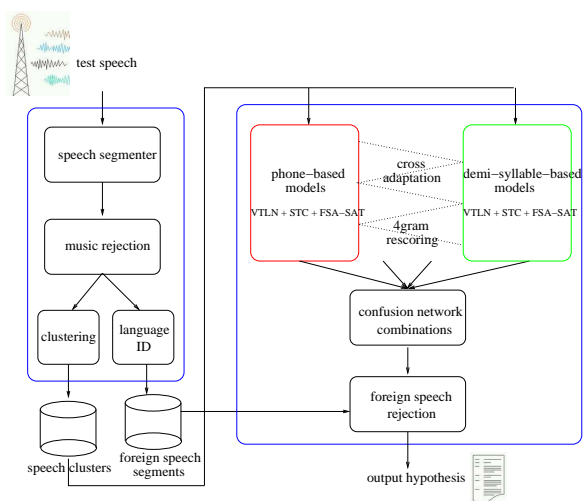 test speech
speech segmenter
music rejection
clustering
language
ID
speech clusters
foreign speech
segments
phone−based
models
VTLN + STC + FSA−SAT
cross
adaptation
4gram
rescoring
demi−syllable−based
models
VTLN + STC + FSA−SAT
confusion network
combinations
foreign speech
rejection
output hypothesis